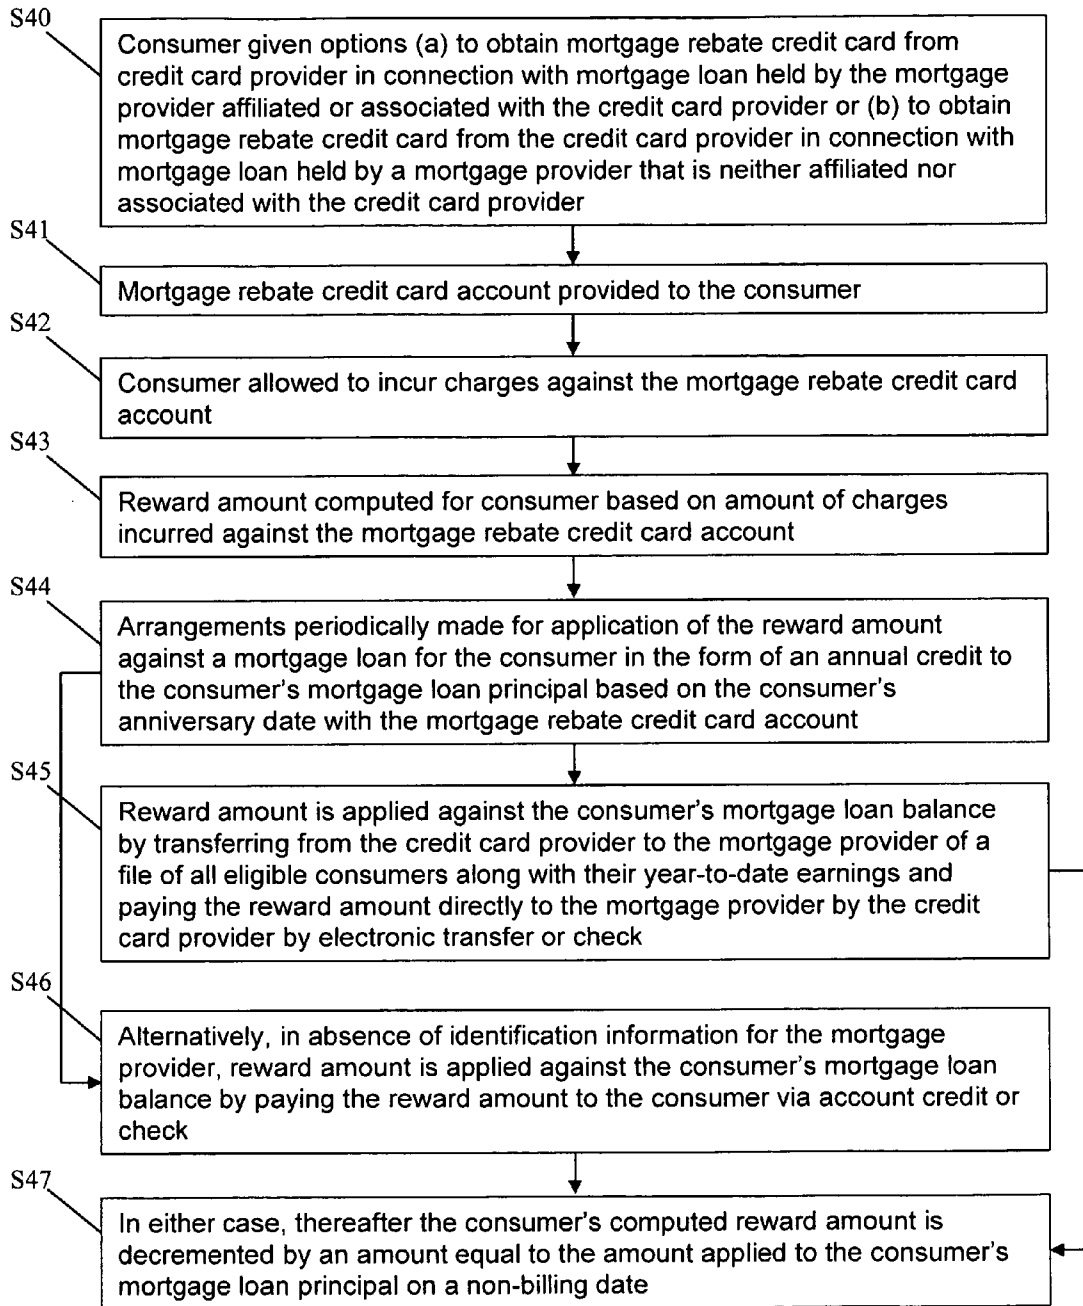 S40
Consumer given options (a) to obtain mortgage rebate credit card from
credit card provider in connection with mortgage loan held by the mortgage
provider affiliated or associated with the credit card provider or (b) to obtain
mortgage rebate credit card from the credit card provider in connection with
mortgage loan held by a mortgage provider that is neither affiliated nor
associated with the credit card provider
S41
Mortgage rebate credit card account provided to the consumer
S42
Consumer allowed to incur charges against the mortgage rebate credit card
account
S43
Reward amount computed for consumer based on amount of charges
incurred against the mortgage rebate credit card account
S44
Arrangements periodically made for application of the reward amount
against a mortgage loan for the consumer in the form of an annual credit to
the consumer's mortgage loan principal based on the consumer's
anniversary date with the mortgage rebate credit card account
S45
Reward amount is applied against the consumer's mortgage loan balance
by transferring from the credit card provider to the mortgage provider of a
file of all eligible consumers along with their year-to-date earnings and
paying the reward amount directly to the mortgage provider by the credit
card provider by electronic transfer or check
S46
Alternatively, in absence of identification information for the mortgage
provider, reward amount is applied against the consumer's mortgage loan
balance by paying the reward amount to the consumer via account credit or
check
S47
In either case, thereafter the consumer's computed reward amount is
decremented by an amount equal to the amount applied to the consumer's
mortgage loan principal on a non-billing date